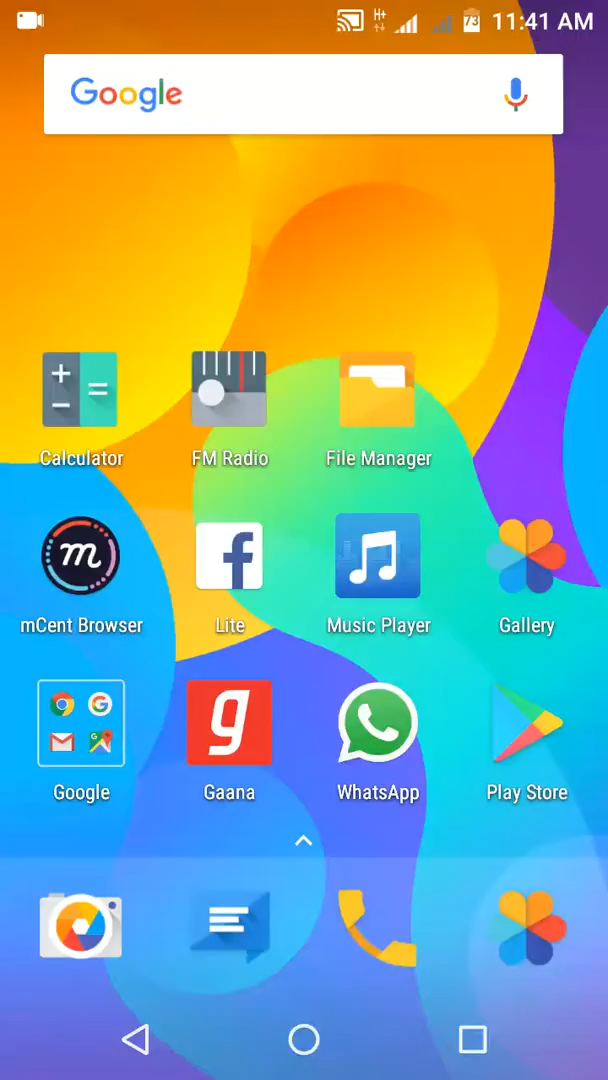 H+
73
11:41 AM
Google
Calculator
FM Radio
File Manager
m
mCent Browser
f
Lite
Music Player
Gallery
G
M
G
Google
g
Gaana
WhatsApp
Play Store